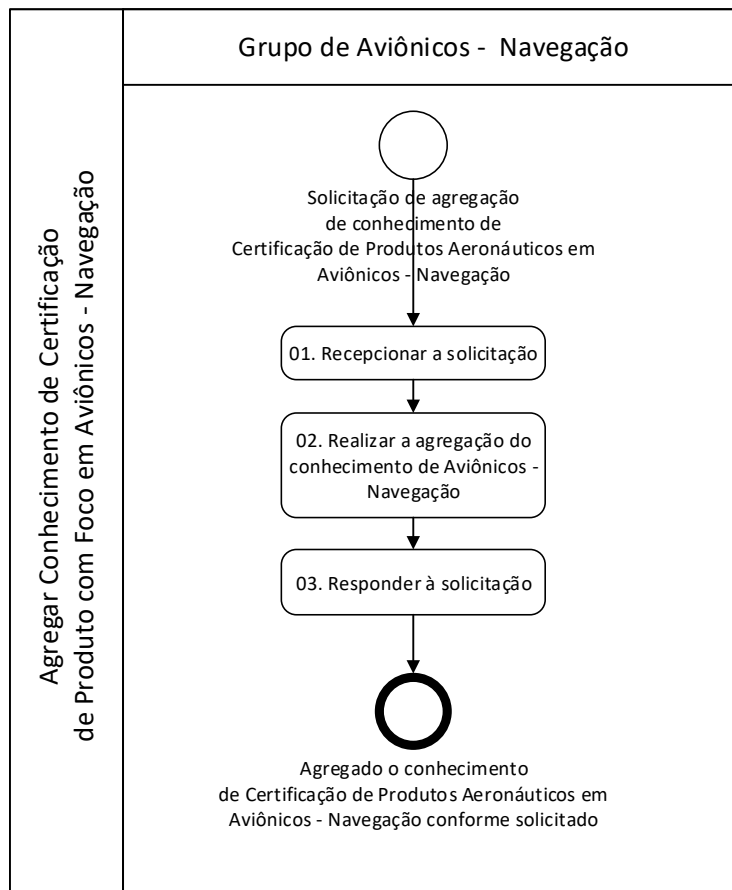 Agregar Conhecimento de Certificação
de Produto com Foco em Aviônicos - Navegação
Grupo de Aviônicos -  Navegação
Solicitação de agregação
de conhecimento de
Certificação de Produtos Aeronáuticos em
Aviônicos - Navegação
01. Recepcionar a solicitação
02. Realizar a agregação do
conhecimento de Aviônicos -
Navegação
03. Responder à solicitação
Agregado o conhecimento
de Certificação de Produtos Aeronáuticos em
Aviônicos - Navegação conforme solicitado